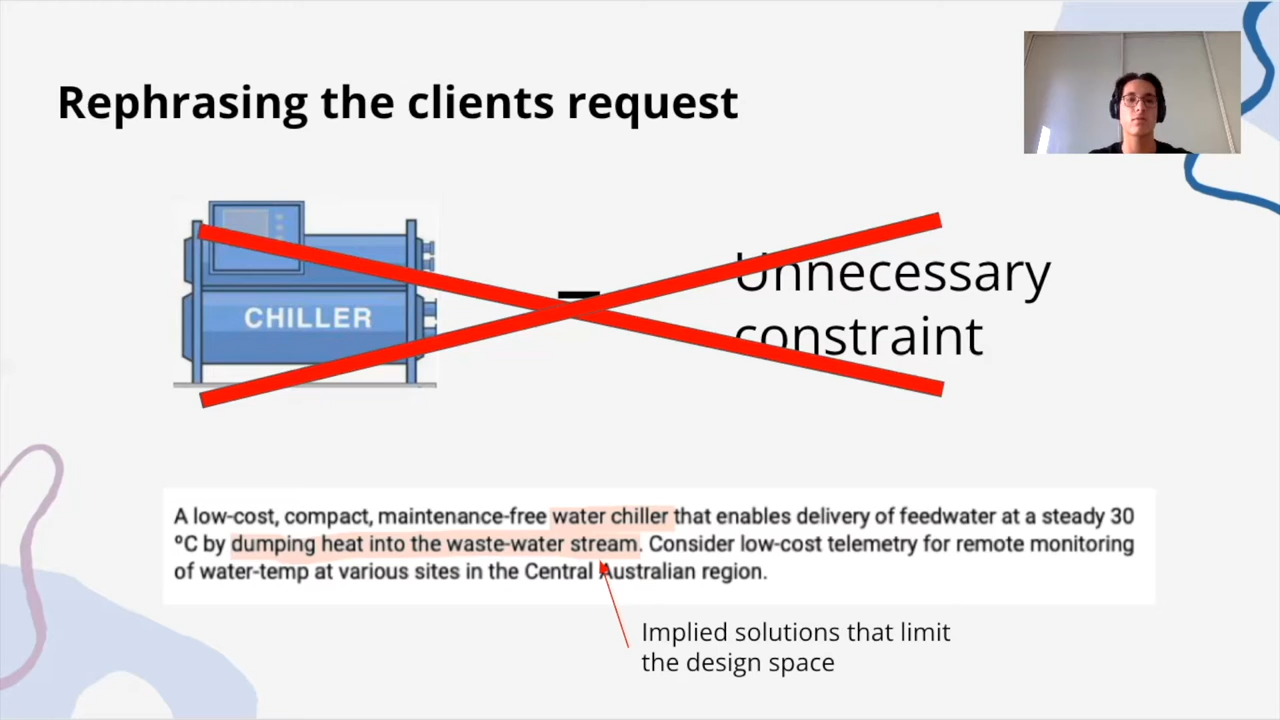 Rephrasing the clients request
CHILLER
=
Unnecessary
constraint
A low-cost, compact, maintenance-free water chiller that enables delivery of feedwater at a steady 30
°C by dumping heat into the waste-water stream. Consider low-cost telemetry for remote monitoring
of water-temp at various sites in the Central Australian region.
Implied solutions that limit
the design space